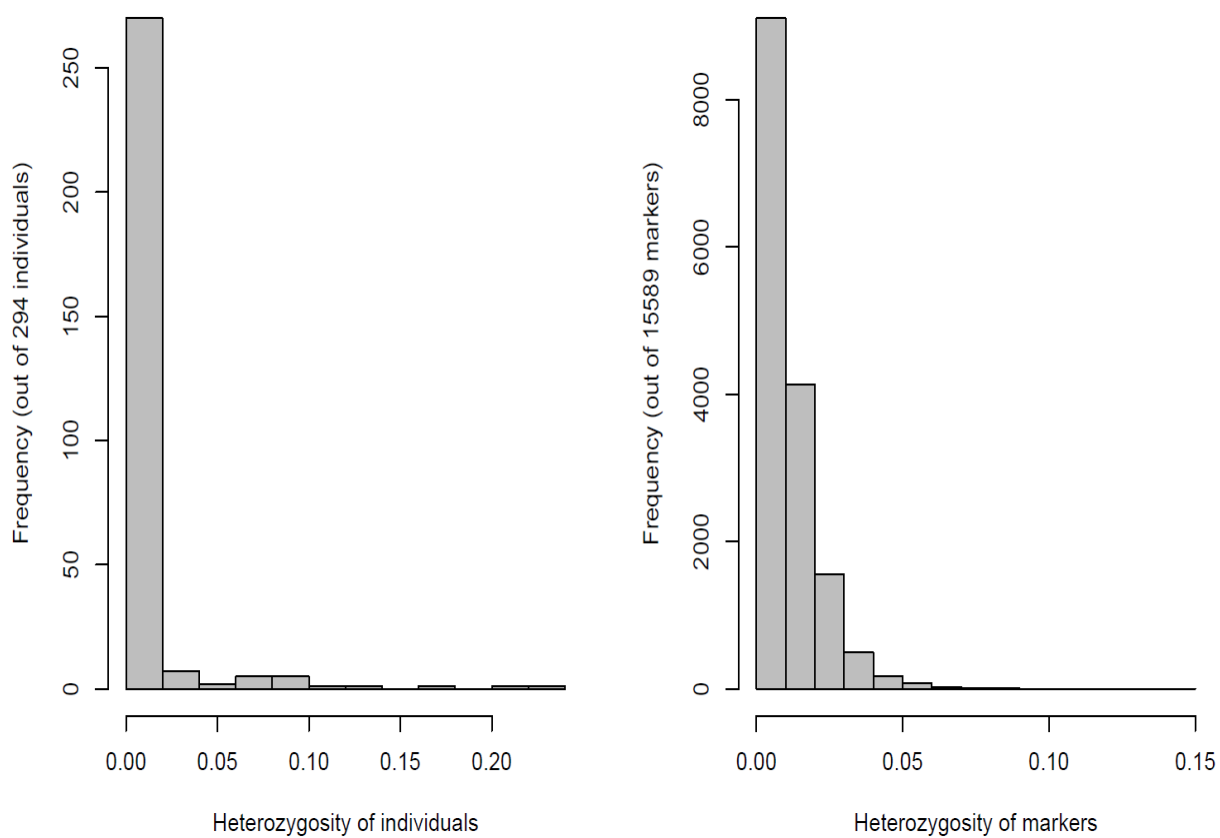 Frequency (out of 294 individuals)
0
50
100
150
200
250
0.00 0.05 0.10 0.15 0.20
Heterozygosity of individuals
Frequency (out of 15589 markers)
0
2000
4000
6000
8000
0.00 0.05 0.10 0.15
Heterozygosity of markers